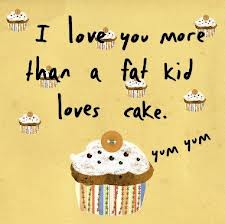 I love you more
than a fat kid
loves cake.
yum yum